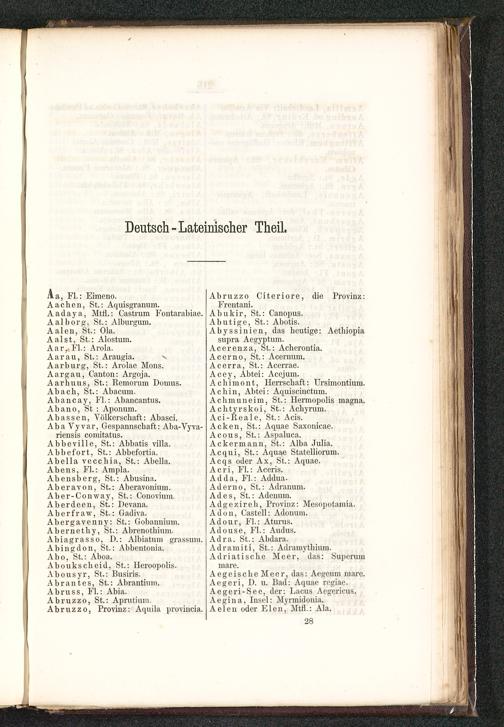 Deutsch-Lateinischer Theil.
Aa, Fl.: Eimeno.
Aachen, St.: Aquisgranum.
Aadaya, Mtfl.: Castrum Fontarabiae.
Aalborg, St.: Alburgum.
Aalen, St.: Ola.
Aalst, St.: Alostum.
Aar, Fl.: Arola.
Aarau, St.: Araugia.
Aarburg, St.: Arolae Mons.
Aargau, Canton: Argoja.
Aarhuus, St.: Remorum Domus.
Abach, St.: Abacum.
Abancay, Fl.: Abancantus.
Abano, St: Aponum.
Abassen, Völkerschaft: Abasci.
Aba Vyvar, Gespannschaft: Aba-Vyva-
riensis comitatus.
Abbeville, St.: Abbatis villa.
Abbefort, St.: Abbefortia.
Abella vecchia, St.: Abella.
Abens, Fl.: Ampla.
Abensberg, St.: Abusina.
Aberavon, St.: Aberavonium.
Aber-Conway, St.: Conovium.
Aberdeen, St.: Devana.
Aberfraw, St.: Gadiva.
Abergavenny: St.: Gobannium.
Abernethy, St.: Abrenothium.
Abiagrasso, D.: Albiatum grassum.
Abingdon, St.: Abbentonia.
Abo, St.: Aboa.
Aboukscheid, St.: Heroopolis.
Abousyr, St.: Busiris.
Abrantes, St.: Abrantium.
Abruss, Fl.: Abia.
Abruzzo, St.: Aprutium.
Abruzzo, Provinz: Aquila provincia.
Abruzzo Citeriore, die Provinz:
Frentani.
Abukir, St.: Canopus.
Abutige, St.: Abotis.
Abyssinien, das heutige: Aethiopia
supra Aegyptum.
Acerenza, St.: Acherontia.
Acerno, St.: Acernum.
Acerra, St.: Acerrae.
Acey, Abtei: Acejum.
Achimont, Herrschaft: Ursimontium.
Achin, Abtei: Aquiscinctum.
Achmuneim, St.: Hermopolis magna.
Achtyrskoi, St.: Achyrum.
Aci-Reale, St.: Acis.
Acken, St.: Aquae Saxonicae.
Acous, St.: Aspaluca.
Ackermann, St.: Alba Julia.
Acqui, St.: Aquae Statelliorum.
Acqs oder Ax, St.: Aquae.
Acri, Fl.: Aceris.
Adda, Fl.: Addua.
Aderno, St.: Adranum.
Ades, St.: Adenum.
Adgezireh, Provinz: Mesopotamia.
Adon, Castell: Adonum.
Adour, Fl.: Aturus.
Adouse, Fl.: Audus.
Adra. St.: Abdara.
Adramiti, St.: Adramythium.
Adriatische Meer, das: Superum
mare.
Aegeische Meer, das: Aegeum mare.
Aegeri, D. u. Bad: Aquae regiae.
Aegeri-See, der: Lacus Aegericus.
Aegina, Insel: Myrmidonia.
Aelen oder Elen, Mtfl.: Ala.
28